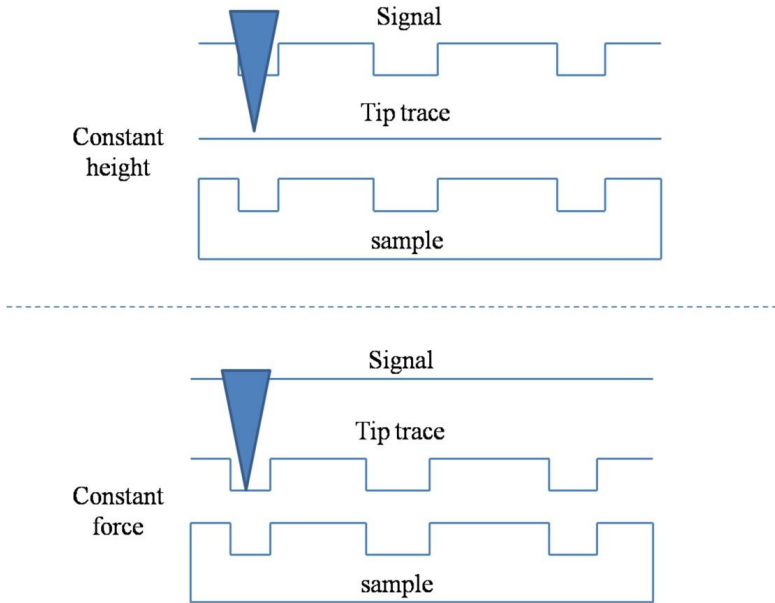 Signal
Tip trace
Constant
height
sample
Signal
Tip trace
Constant
force
sample